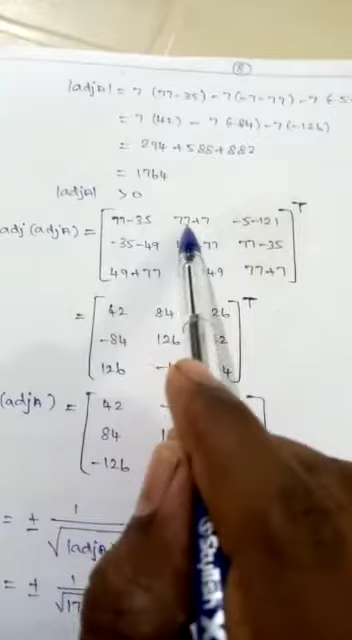 8
|adjA| = 7 (77-35) - 7(-7-77) - 7 (-5-
= 7 (42) - 7 (-84) - 7 (-126)
= 294 + 588 + 882
= 1764
|adjA| > 0
adj (adjA) = [ 77-35 77+7 -5-121 ]T
-35-49 -77 77-35
49+77 49 77+7
= [ 42 84 26 ]T
-84 126 2
126 4
(adjA) = [ 42
84
-126
= ± 1
√|adjA
= ± 1
√17